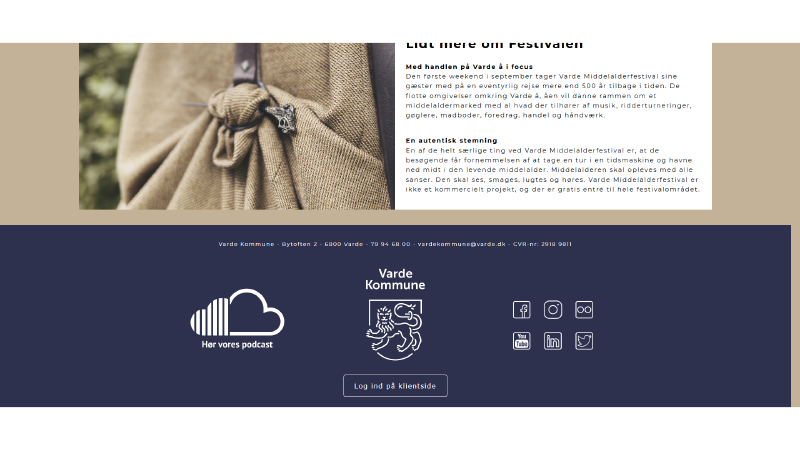 Lidt mere om Festivalen
Med handlen på Varde å i focus
Den første weekend i september tager Varde Middelalderfestival sine
gæster med på en eventyrlig rejse mere end 500 år tilbage i tiden. De
flotte omgivelser omkring Varde å, åen vil danne rammen om et
middelaldermarked med al hvad der tilhører af musik, ridderturneringer,
gøglere, madboder, foredrag, handel og håndværk.
En autentisk stemning
En af de helt særlige ting ved Varde Middelalderfestival er, at de
besøgende får fornemmelsen af at tage en tur i en tidsmaskine og havne
ned midt i den levende middelalder. Middelalderen skal opleves med alle
sanser. Den skal ses, smages, lugtes og høres. Varde Middelalderfestival er
ikke et kommercielt projekt, og der er gratis entré til hele festivalområdet.
Varde Kommune - Bytoften 2 - 6800 Varde - 79 94 68 00 - vardekommune@varde.dk - CVR-nr: 2918 9811
Varde
Kommune
Hør vores podcast
You
Tube
in
Log ind på klientside